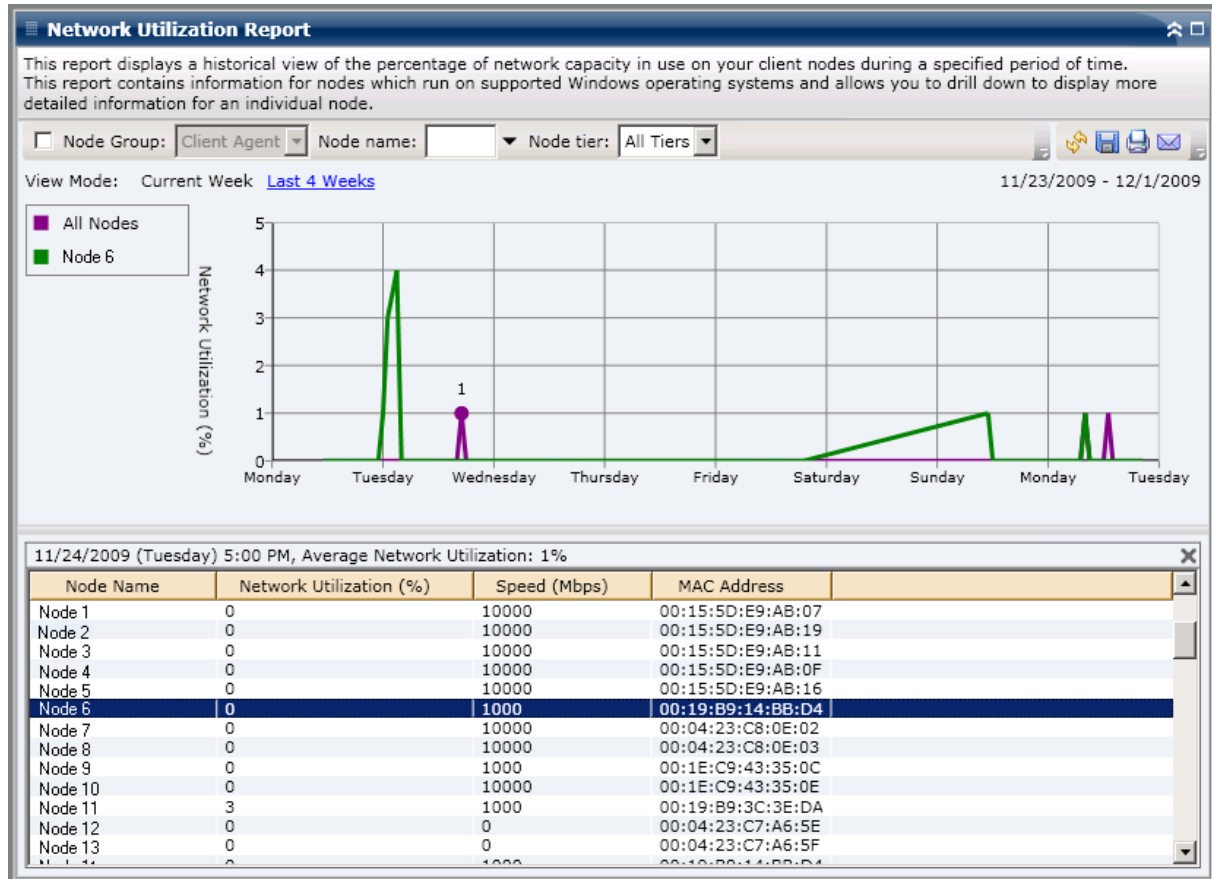 Network Utilization Report
This report displays a historical view of the percentage of network capacity in use on your client nodes during a specified period of time.
This report contains information for nodes which run on supported Windows operating systems and allows you to drill down to display more
detailed information for an individual node.
Node Group: Client Agent Node name: Node tier: All Tiers
View Mode: Current Week Last 4 Weeks 11/23/2009 - 12/1/2009
All Nodes
Node 6
Network Utilization (%)
5
4
3
2
1
0
1
Monday Tuesday Wednesday Thursday Friday Saturday Sunday Monday Tuesday
11/24/2009 (Tuesday) 5:00 PM, Average Network Utilization: 1%
Node Name Network Utilization (%) Speed (Mbps) MAC Address
Node 1 0 10000 00:15:5D:E9:AB:07
Node 2 0 10000 00:15:5D:E9:AB:19
Node 3 0 10000 00:15:5D:E9:AB:11
Node 4 0 10000 00:15:5D:E9:AB:0F
Node 5 0 10000 00:15:5D:E9:AB:16
Node 6 0 1000 00:19:B9:14:BB:D4
Node 7 0 10000 00:04:23:C8:0E:02
Node 8 0 10000 00:04:23:C8:0E:03
Node 9 0 1000 00:1E:C9:43:35:0C
Node 10 0 10000 00:1E:C9:43:35:0E
Node 11 3 1000 00:19:B9:3C:3E:DA
Node 12 0 0 00:04:23:C7:A6:5E
Node 13 0 0 00:04:23:C7:A6:5F